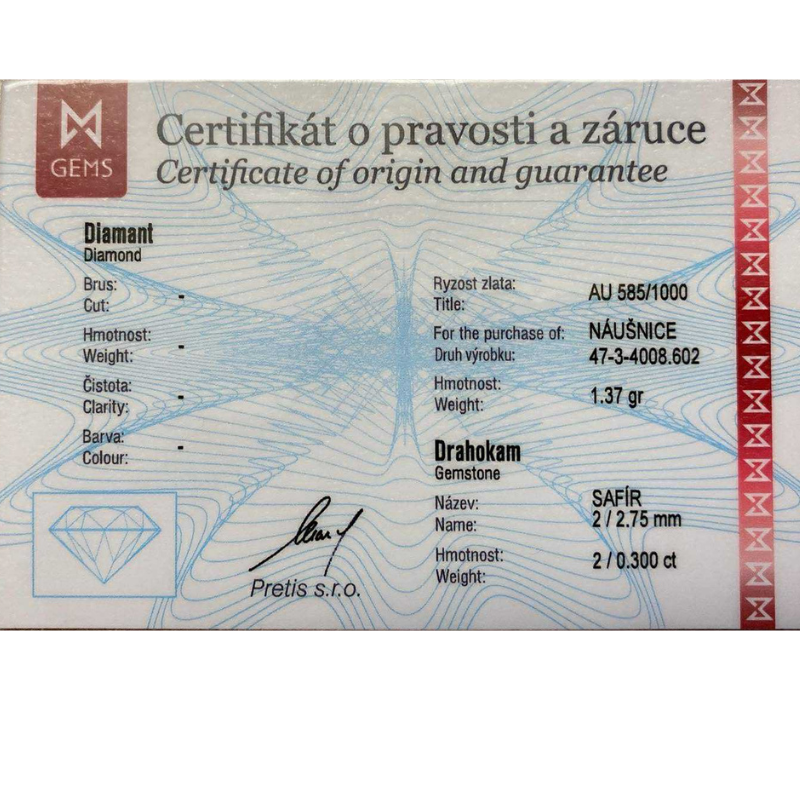 GEMS
Certifikát o pravosti a záruce
Certificate of origin and guarantee
Diamant
Diamond
Brus:
Cut: -
Hmotnost:
Weight: -
Čistota:
Clarity: -
Barva:
Colour: -
Pretis s.r.o.
Ryzost zlata:
Title: AU 585/1000
For the purchase of: NÁUŠNICE
Druh výrobku: 47-3-4008.602
Hmotnost:
Weight: 1.37 gr
Drahokam
Gemstone
Název: SAFÍR
Name: 2 / 2.75 mm
Hmotnost:
Weight: 2 / 0.300 ct